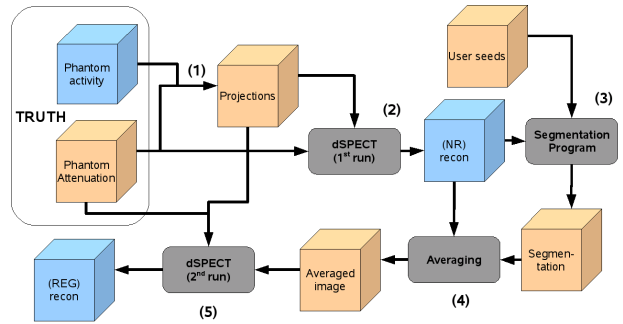 Phantom
activity
(1)
Projections
User seeds
TRUTH
(2)
(3)
Phantom
Attenuation
dSPECT
(1st run)
(NR)
recon
Segmentation
Program
(REG)
recon
dSPECT
(2nd run)
Averaged
image
Averaging
Segmen-
tation
(5)
(4)